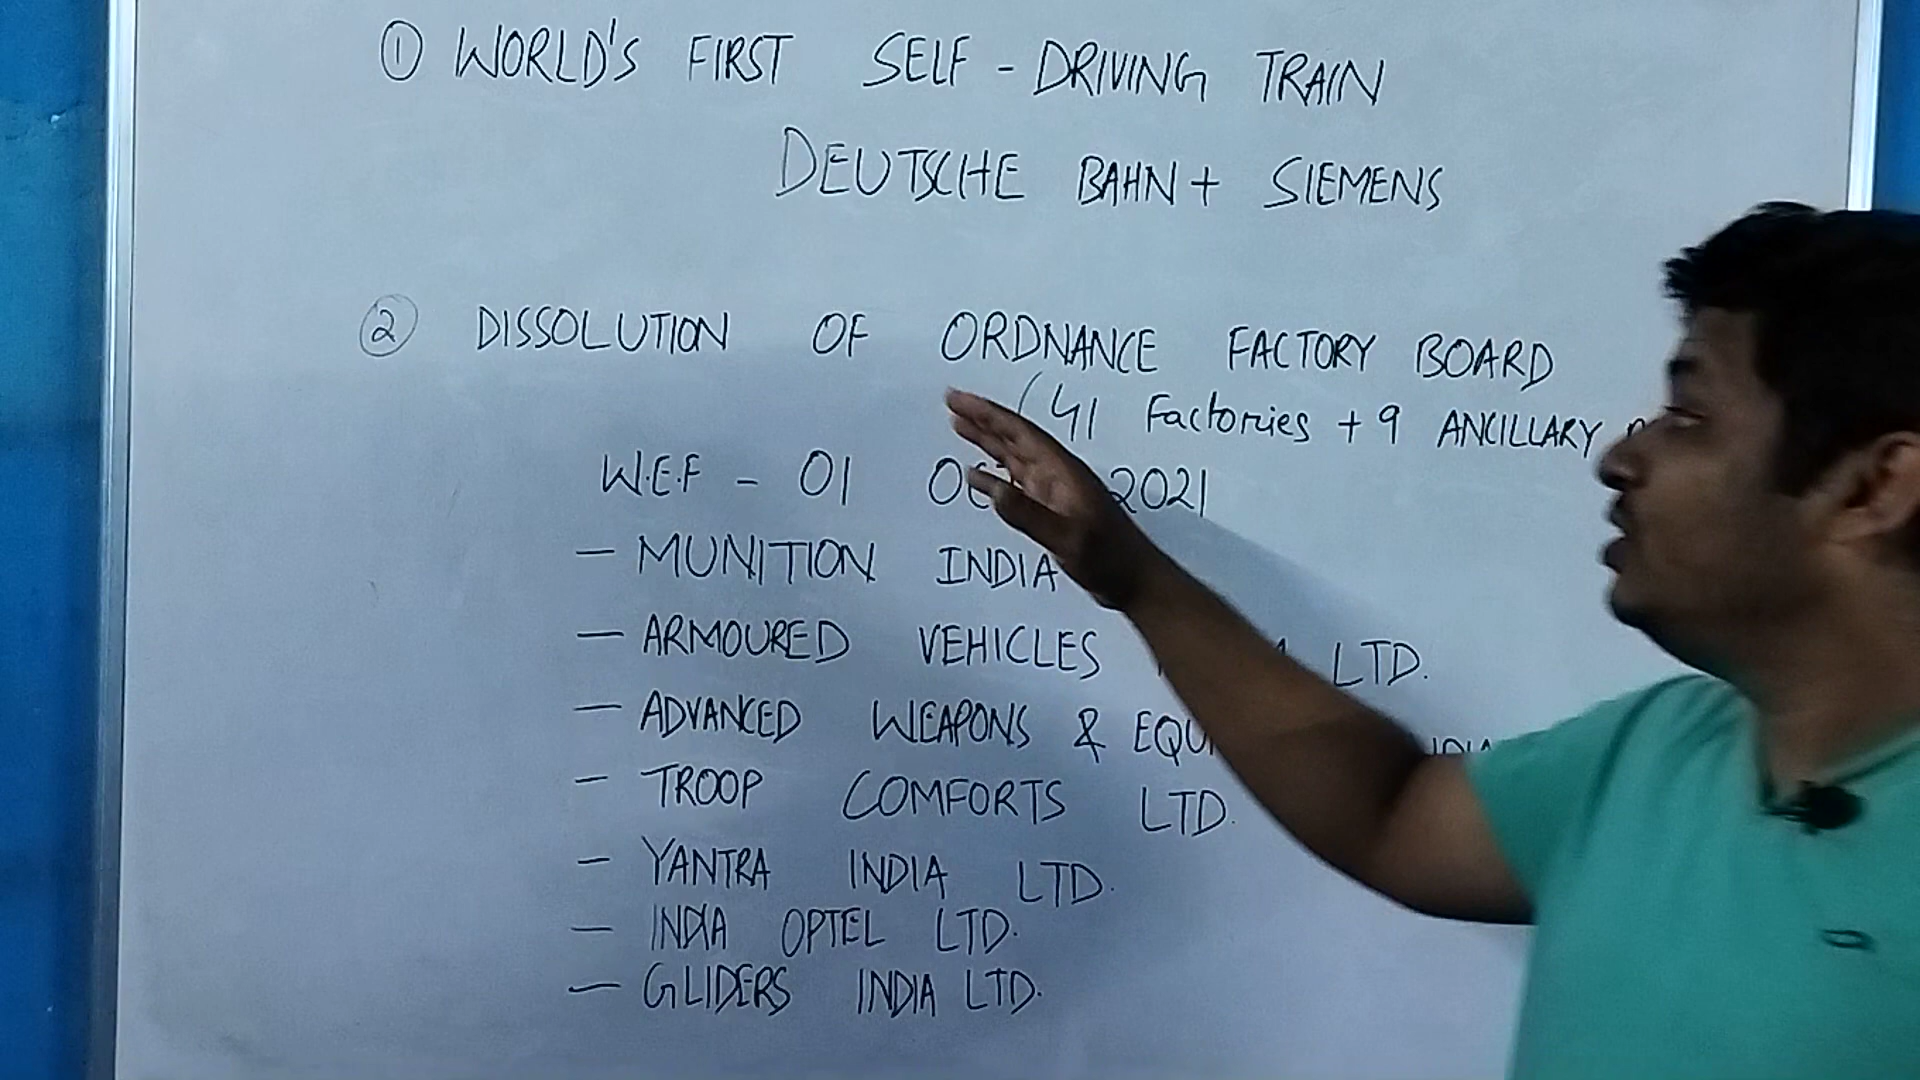 ① WORLD'S FIRST SELF - DRIVING TRAIN
DEUTSCHE BAHN + SIEMENS
② DISSOLUTION OF ORDNANCE FACTORY BOARD
(41 Factories + 9 ANCILLARY
W.E.F - 01 2021
- MUNITION INDIA
- ARMOURED VEHICLES LTD.
- ADVANCED WEAPONS &
- TROOP COMFORTS LTD.
- YANTRA INDIA LTD.
- INDIA OPTEL LTD.
- GLIDERS INDIA LTD.